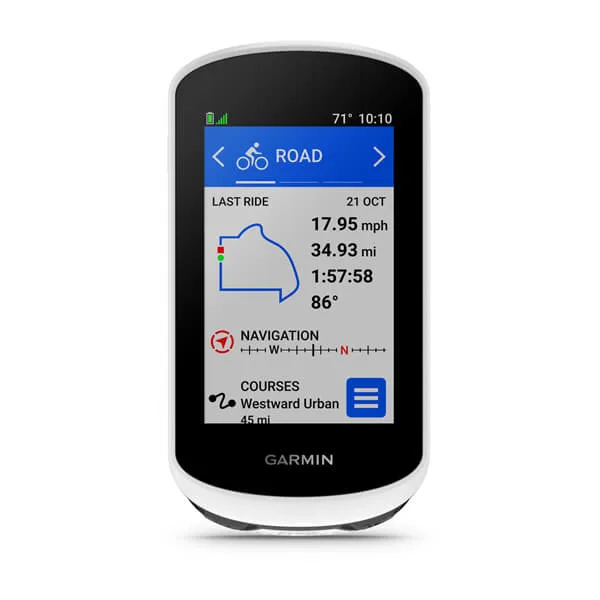 71° 10:10
ROAD
LAST RIDE 21 OCT
17.95 mph
34.93 mi
1:57:58
86°
NAVIGATION
W N
COURSES
Westward Urban
45 mi
GARMIN